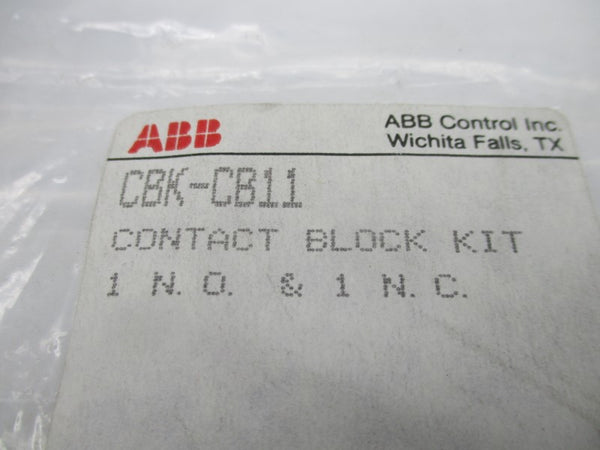 ABB
ABB Control Inc.
Wichita Falls, TX
CBK-CB11
CONTACT BLOCK KIT
1 N.O. & 1 N.C.